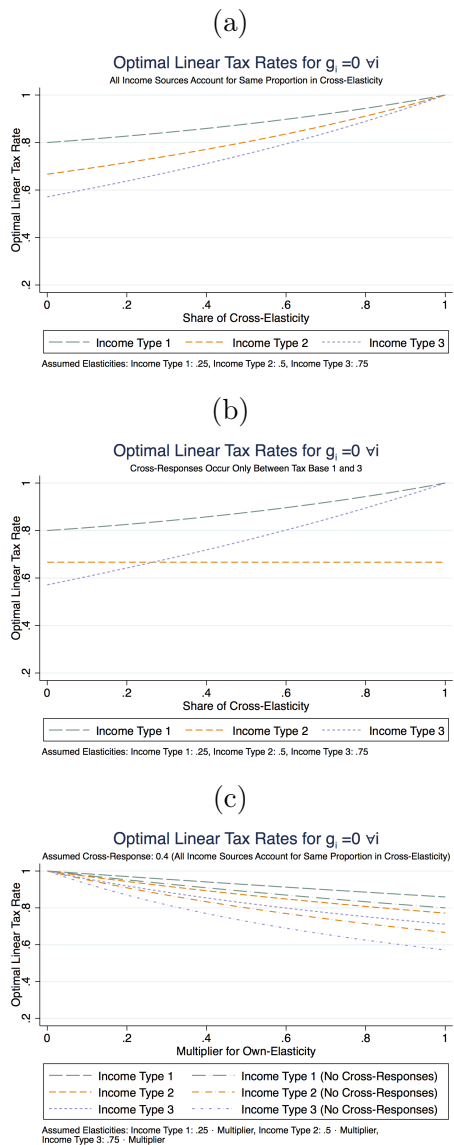 (a)
Optimal Linear Tax Rates for gᵢ =0 ∀i
All Income Sources Account for Same Proportion in Cross-Elasticity
Optimal Linear Tax Rate
1
.8
.6
.4
.2
0 .2 .4 .6 .8 1
Share of Cross-Elasticity
Income Type 1 Income Type 2 Income Type 3
Assumed Elasticities: Income Type 1: .25, Income Type 2: .5, Income Type 3: .75
(b)
Optimal Linear Tax Rates for gᵢ =0 ∀i
Cross-Responses Occur Only Between Tax Base 1 and 3
Optimal Linear Tax Rate
1
.8
.6
.4
.2
0 .2 .4 .6 .8 1
Share of Cross-Elasticity
Income Type 1 Income Type 2 Income Type 3
Assumed Elasticities: Income Type 1: .25, Income Type 2: .5, Income Type 3: .75
(c)
Optimal Linear Tax Rates for gᵢ =0 ∀i
Assumed Cross-Response: 0.4 (All Income Sources Account for Same Proportion in Cross-Elasticity)
Optimal Linear Tax Rate
1
.8
.6
.4
.2
0 .2 .4 .6 .8 1
Multiplier for Own-Elasticity
Income Type 1 Income Type 1 (No Cross-Responses)
Income Type 2 Income Type 2 (No Cross-Responses)
Income Type 3 Income Type 3 (No Cross-Responses)
Assumed Elasticities: Income Type 1: .25 · Multiplier, Income Type 2: .5 · Multiplier,
Income Type 3: .75 · Multiplier